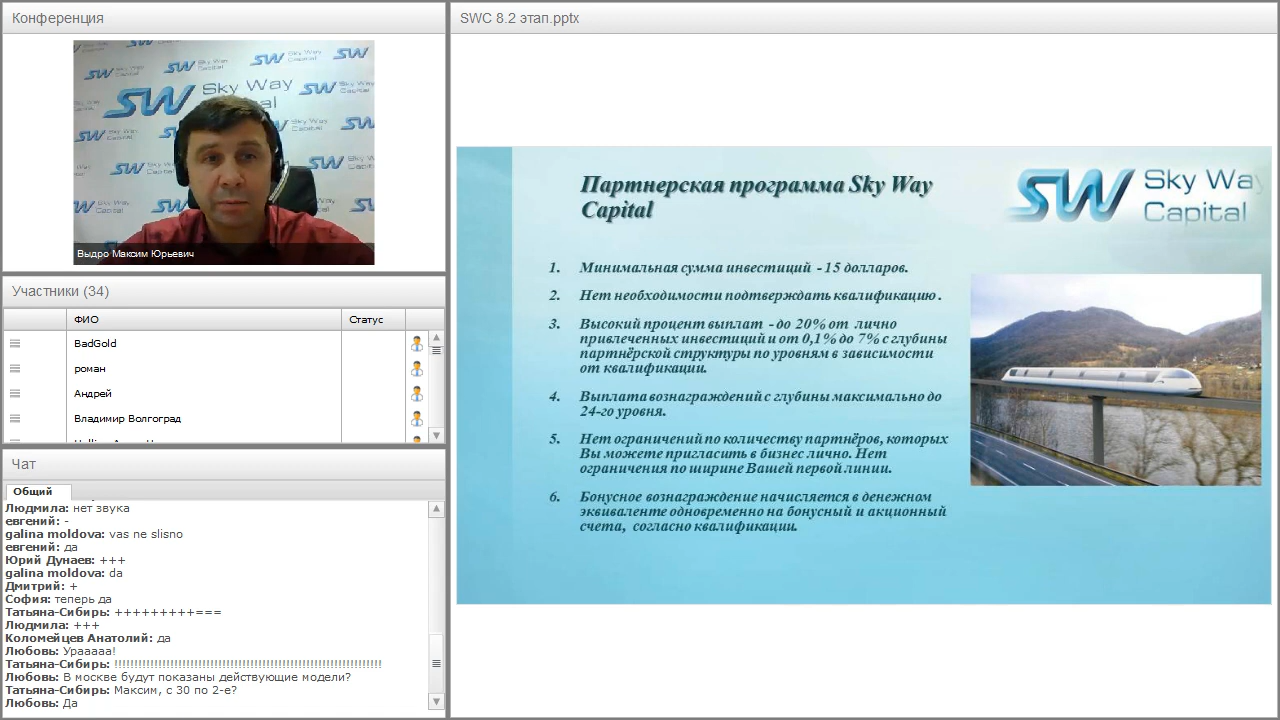 Конференция
SW
Sky Way
Capital
Выдро Максим Юрьевич
Участники (34)
ФИО
Статус
BadGold
роман
Андрей
Владимир Волгоград
Чат
Общий
Людмила: нет звука
евгений: -
galina moldova: vas ne slisno
евгений: да
Юрий Дунаев: +++
galina moldova: da
Дмитрий: +
София: теперь да
Татьяна-Сибирь: +++++++++===
Людмила: +++
Коломейцев Анатолий: да
Любовь: Урааааа!
Татьяна-Сибирь: !!!!!!!!!!!!!!!!!!!!!!!!!!!!!!!!!!!!!!!!!!!!!!!!!!!!!!!!!!!!!!!!!!!
Любовь: В москве будут показаны действующие модели?
Татьяна-Сибирь: Максим, с 30 по 2-е?
Любовь: Да
SWC 8.2 этап.pptx
Партнерская программа Sky Way
Capital
SW Sky Way
Capital
1. Минимальная сумма инвестиций - 15 долларов.
2. Нет необходимости подтверждать квалификацию .
3. Высокий процент выплат - до 20% от лично
привлеченных инвестиций и от 0,1% до 7% с глубины
партнёрской структуры по уровням в зависимости
от квалификации.
4. Выплата вознаграждений с глубины максимально до
24-го уровня.
5. Нет ограничений по количеству партнёров, которых
Вы можете пригласить в бизнес лично. Нет
ограничения по ширине Вашей первой линии.
6. Бонусное вознаграждение начисляется в денежном
эквиваленте одновременно на бонусный и акционный
счета, согласно квалификации.